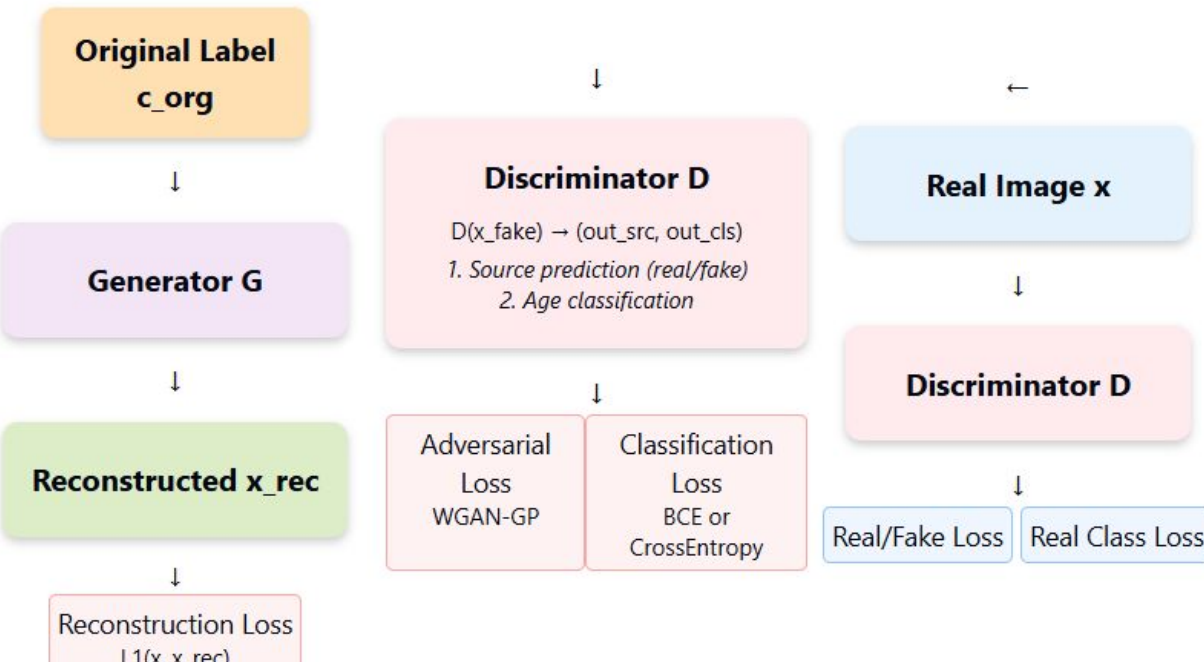 Original Label
c_org
↓
Generator G
↓
Reconstructed x_rec
↓
Reconstruction Loss
L1(x, x_rec)
↓
Discriminator D
D(x_fake) → (out_src, out_cls)
1. Source prediction (real/fake)
2. Age classification
↓
Adversarial
Loss
WGAN-GP
Classification
Loss
BCE or
CrossEntropy
←
Real Image x
↓
Discriminator D
↓
Real/Fake Loss
Real Class Loss